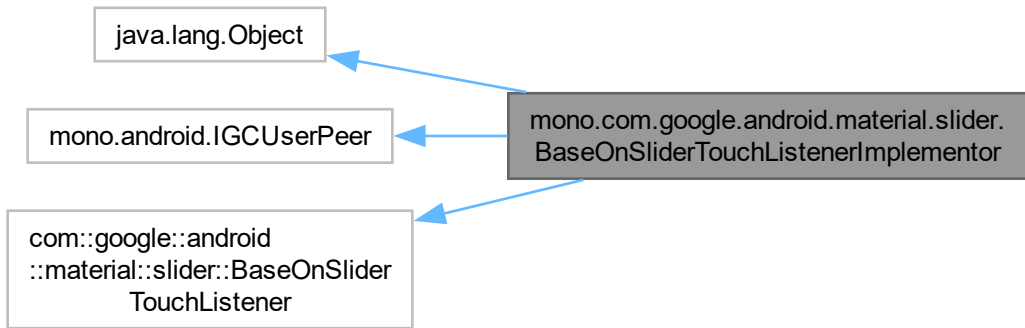 java.lang.Object
mono.android.IGCUserPeer
com::google::android
::material::slider::BaseOnSlider
TouchListener
mono.com.google.android.material.slider.
BaseOnSliderTouchListenerImplementor